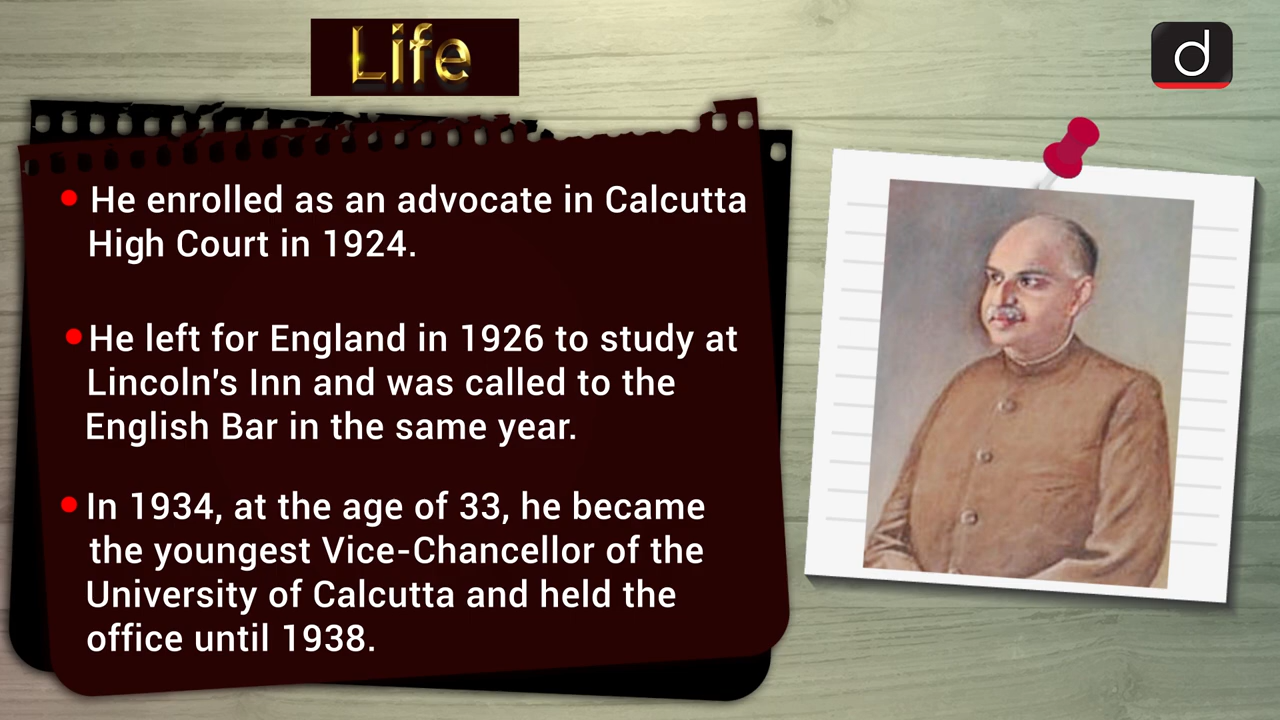 Life
d
He enrolled as an advocate in Calcutta
High Court in 1924.
He left for England in 1926 to study at
Lincoln's Inn and was called to the
English Bar in the same year.
In 1934, at the age of 33, he became
the youngest Vice-Chancellor of the
University of Calcutta and held the
office until 1938.